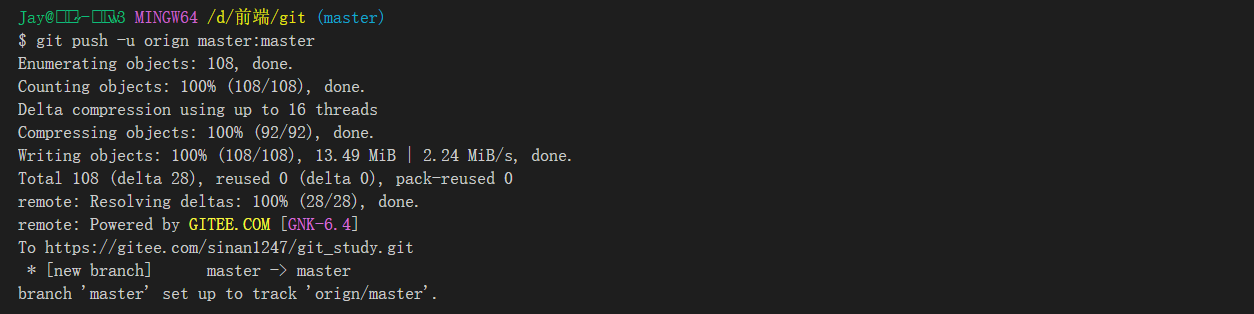 Jay@ MINGW64 /d/前端/git (master)
$ git push -u orign master:master
Enumerating objects: 108, done.
Counting objects: 100% (108/108), done.
Delta compression using up to 16 threads
Compressing objects: 100% (92/92), done.
Writing objects: 100% (108/108), 13.49 MiB | 2.24 MiB/s, done.
Total 108 (delta 28), reused 0 (delta 0), pack-reused 0
remote: Resolving deltas: 100% (28/28), done.
remote: Powered by GITEE.COM [GNK-6.4]
To https://gitee.com/sinan1247/git_study.git
 * [new branch]      master -> master
branch 'master' set up to track 'orign/master'.